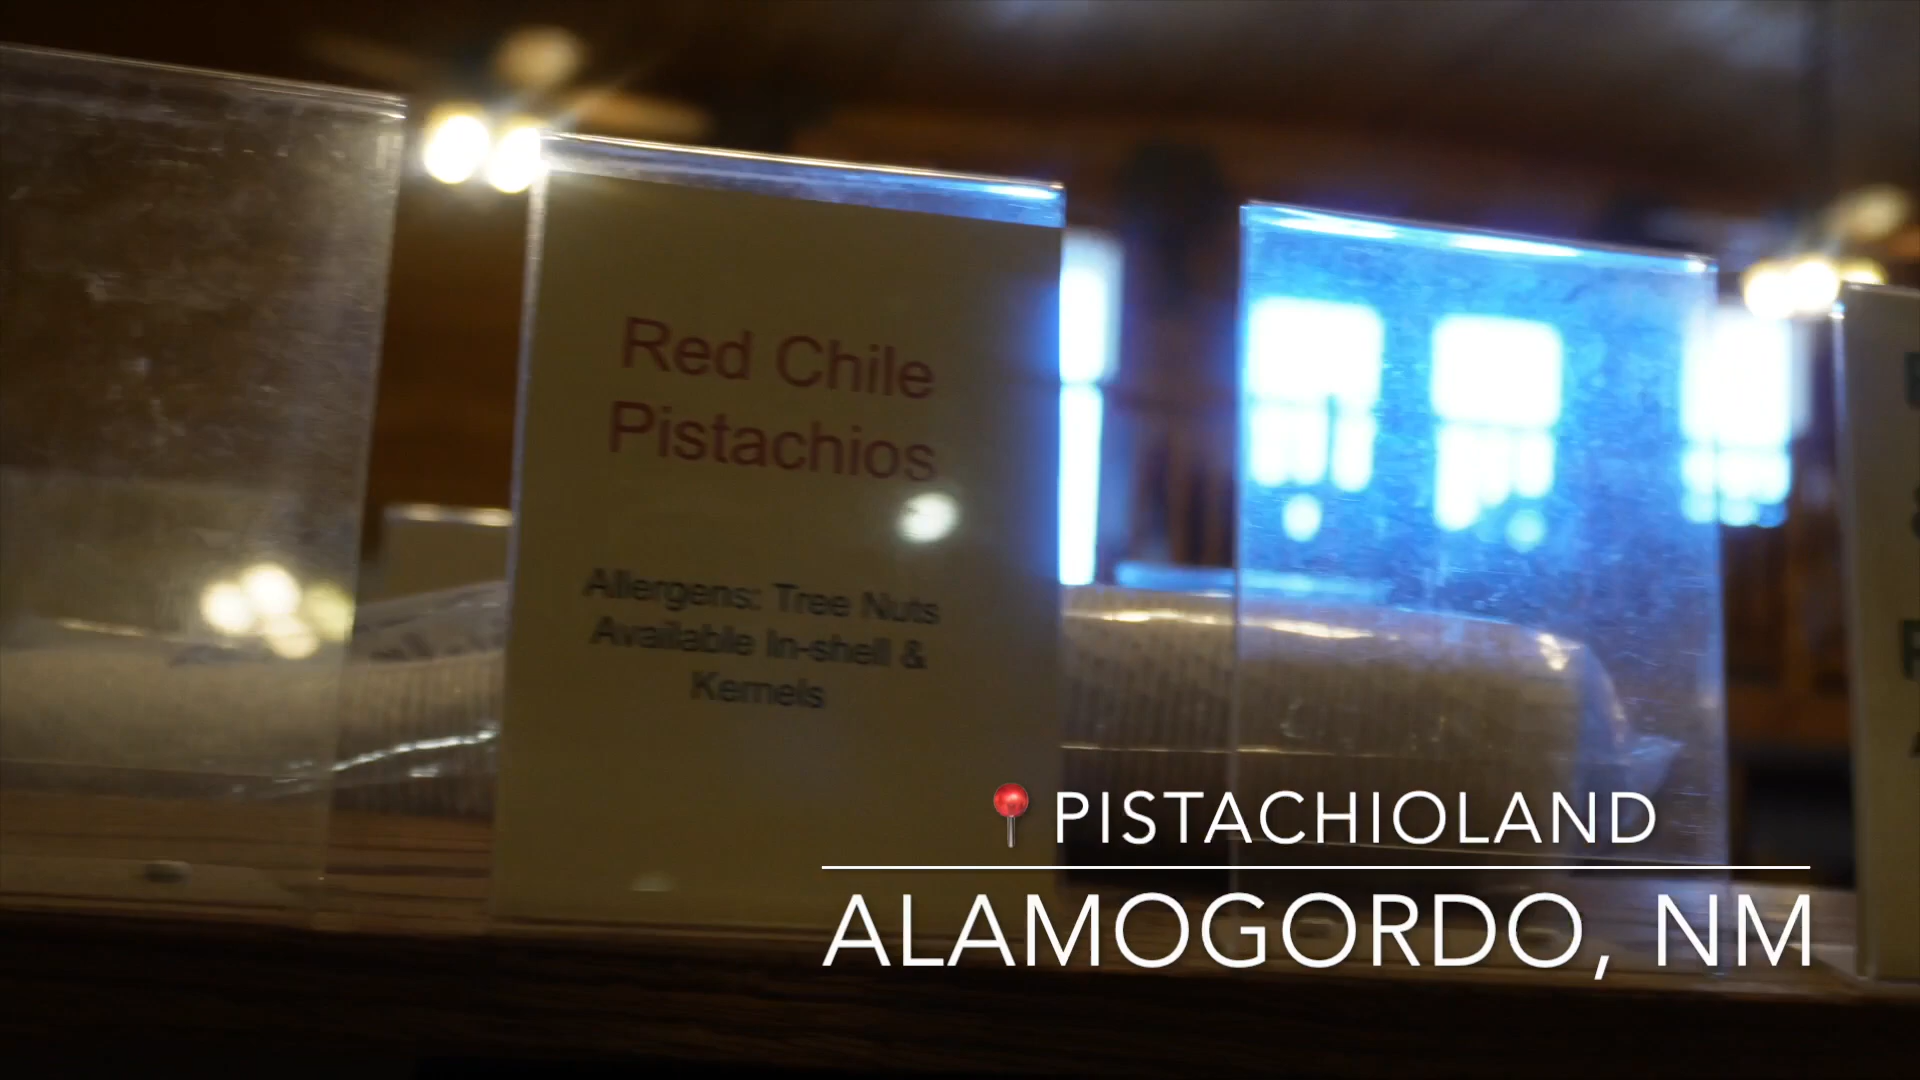 Red Chile
Pistachios
Allergens: Tree Nuts
Available In-shell &
Kernels
PISTACHIOLAND
ALAMOGORDO, NM